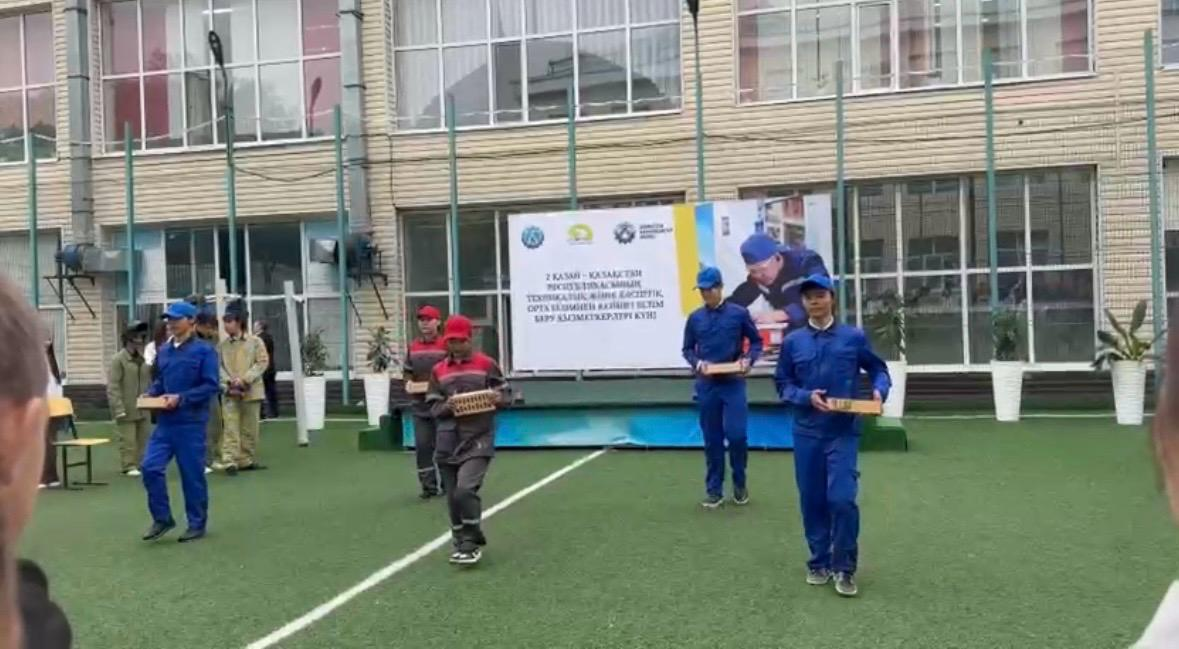 2 ҚАЗАН - ҚАЗАҚСТАН
РЕСПУБЛИКАСЫНЫҢ
ТЕХНИКАЛЫҚ ЖӘНЕ КӘСІПТІК,
ОРТА БІЛІМНЕН КЕЙІНГІ БІЛІМ
БЕРУ ҚЫЗМЕТКЕРЛЕРІ КҮНІ